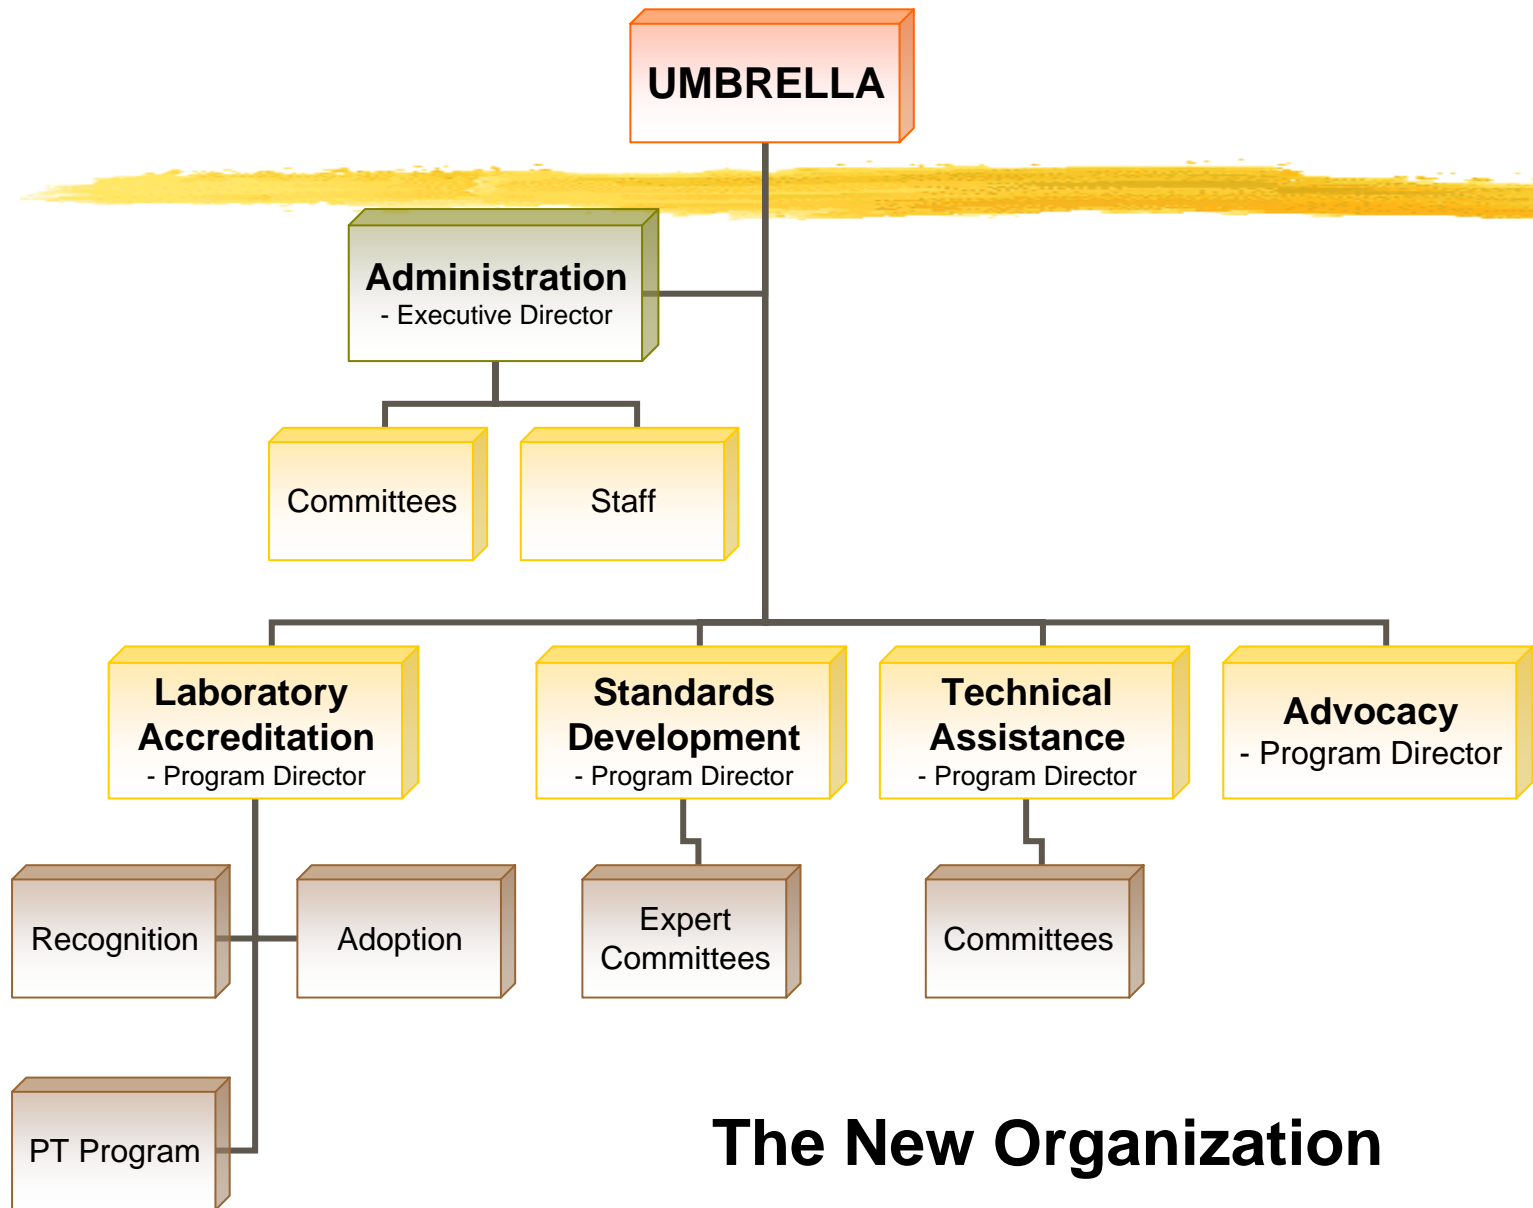 UMBRELLA
Administration
- Executive Director
Committees
Staff
Laboratory
Accreditation
- Program Director
Standards
Development
- Program Director
Technical
Assistance
- Program Director
Advocacy
- Program Director
Recognition
Adoption
Expert
Committees
Committees
PT Program
The New Organization